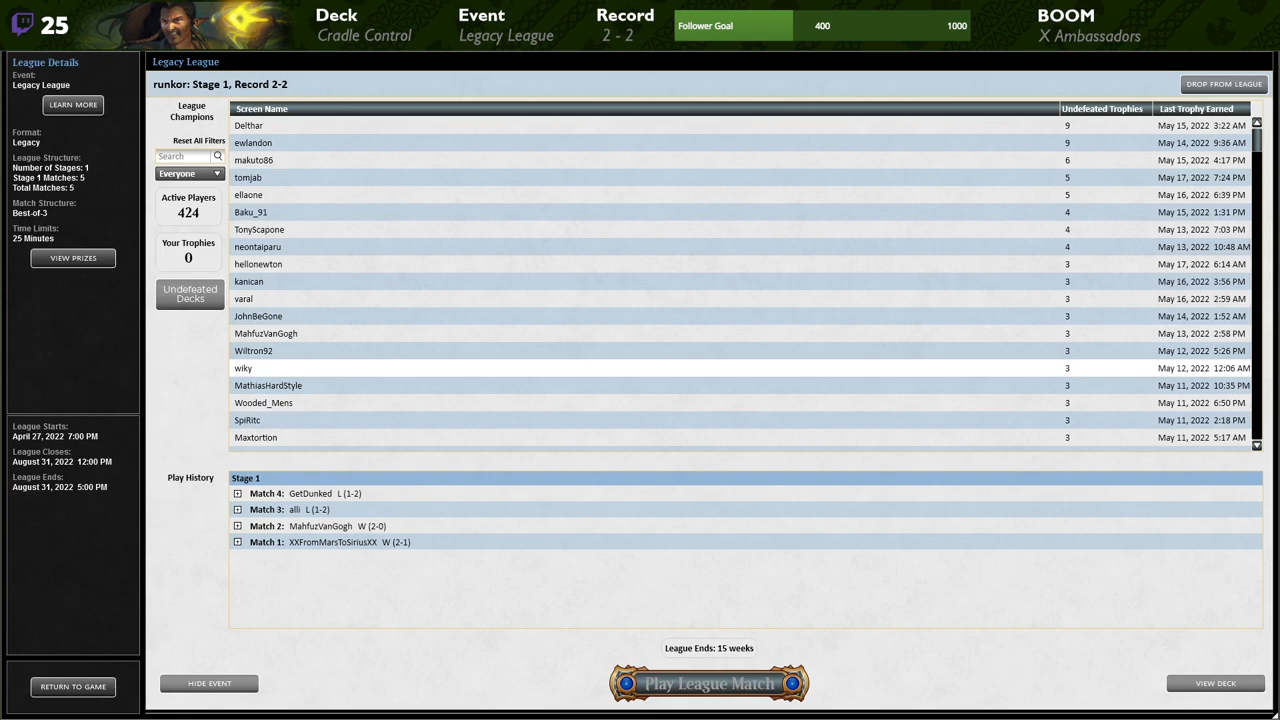 25
Deck
Cradle Control
Event
Legacy League
Record
2 - 2
Follower Goal
400
1000
BOOM
X Ambassadors
League Details
Event:
Legacy League
LEARN MORE
Format:
Legacy
League Structure:
Number of Stages: 1
Stage 1 Matches: 5
Total Matches: 5
Match Structure:
Best-of-3
Time Limits:
25 Minutes
VIEW PRIZES
League Starts:
April 27, 2022 7:00 PM
League Closes:
August 31, 2022 12:00 PM
League Ends:
August 31, 2022 5:00 PM
RETURN TO GAME
Legacy League
runkor: Stage 1, Record 2-2
DROP FROM LEAGUE
League
Champions
Reset All Filters
Search
Everyone
Active Players
424
Your Trophies
0
Undefeated
Decks
Screen Name Undefeated Trophies Last Trophy Earned
Delthar 9 May 15, 2022 3:22 AM
ewlandon 9 May 14, 2022 9:36 AM
makuto86 6 May 15, 2022 4:17 PM
tomjab 5 May 17, 2022 7:24 PM
ellaone 5 May 16, 2022 6:39 PM
Baku_91 4 May 15, 2022 1:31 PM
TonyScapone 4 May 13, 2022 7:03 PM
neontaiparu 4 May 13, 2022 10:48 AM
hellonewton 3 May 17, 2022 6:14 AM
kanican 3 May 16, 2022 3:56 PM
varal 3 May 16, 2022 2:59 AM
JohnBeGone 3 May 14, 2022 1:52 AM
MahfuzVanGogh 3 May 13, 2022 2:58 PM
Wiltron92 3 May 12, 2022 5:26 PM
wiky 3 May 12, 2022 12:06 AM
MathiasHardStyle 3 May 11, 2022 10:35 PM
Wooded_Mens 3 May 11, 2022 6:50 PM
SpiRitc 3 May 11, 2022 2:18 PM
Maxtortion 3 May 11, 2022 5:17 AM
Play History
Stage 1
Match 4: GetDunked L (1-2)
Match 3: alli L (1-2)
Match 2: MahfuzVanGogh W (2-0)
Match 1: XXFromMarsToSiriusXX W (2-1)
League Ends: 15 weeks
HIDE EVENT
Play League Match
VIEW DECK